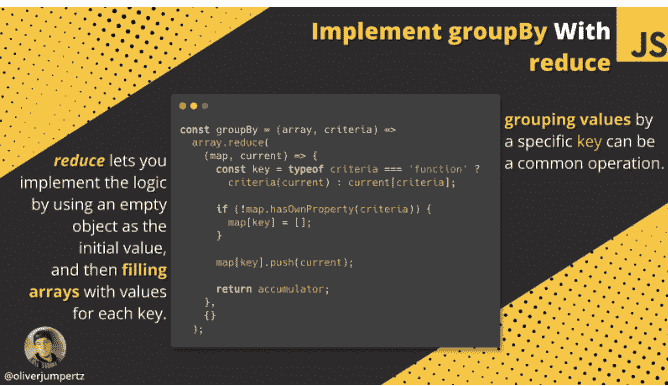 Implement groupBy With
reduce
JS
grouping values by
a specific key can be
a common operation.
reduce lets you
implement the logic
by using an empty
object as the
initial value,
and then filling
arrays with values
for each key.
const groupBy = (array, criteria) =>
array.reduce(
(map, current) => {
const key = typeof criteria === 'function' ?
criteria(current) : current[criteria];
if (!map.hasOwnProperty(criteria)) {
map[key] = [];
}
map[key].push(current);
return accumulator;
},
{}
);
@oliverjumpertz